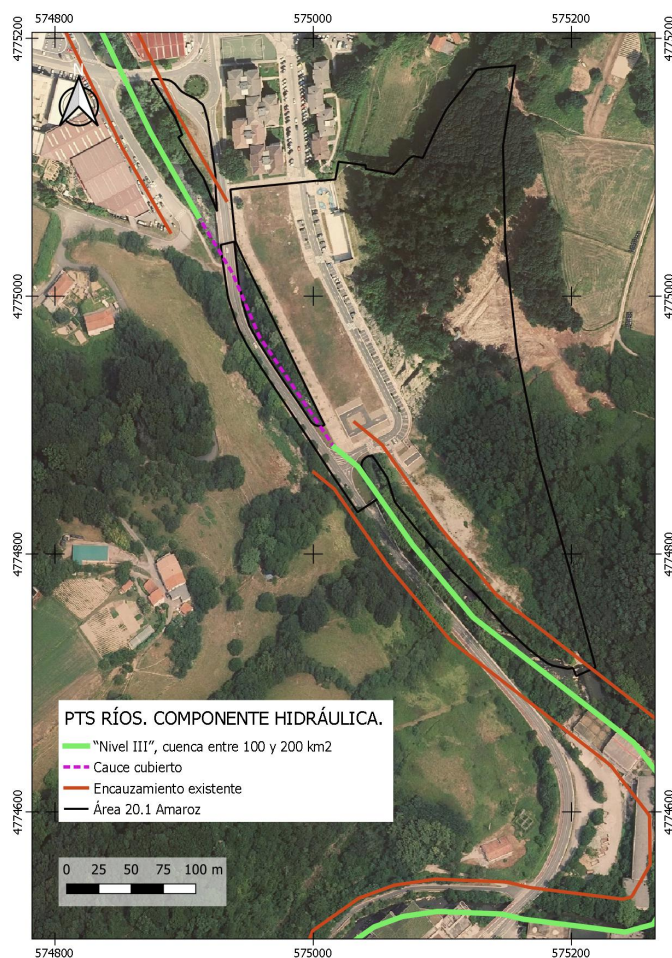 574800 575000 575200
4775200 4775200
N
4775000 4775000
4774800 4774800
PTS RÍOS. COMPONENTE HIDRÁULICA.
"Nivel III", cuenca entre 100 y 200 km2
Cauce cubierto
Encauzamiento existente
Área 20.1 Amaroz
4774600 4774600
0 25 50 75 100 m
574800 575000 575200